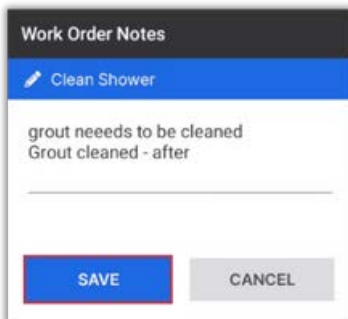 Work Order Notes
Clean Shower
grout neeeds to be cleaned
Grout cleaned - after
SAVE
CANCEL